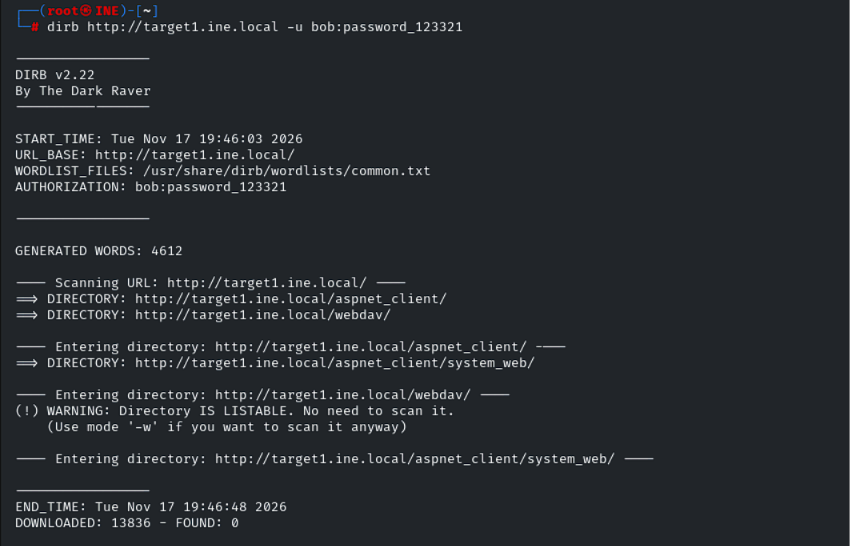 ┌──(root㉿INE)-[~]
└─# dirb http://target1.ine.local -u bob:password_123321
-----------------
DIRB v2.22
By The Dark Raver
-----------------
START_TIME: Tue Nov 17 19:46:03 2026
URL_BASE: http://target1.ine.local/
WORDLIST_FILES: /usr/share/dirb/wordlists/common.txt
AUTHORIZATION: bob:password_123321
-----------------
GENERATED WORDS: 4612
---- Scanning URL: http://target1.ine.local/ ----
==> DIRECTORY: http://target1.ine.local/aspnet_client/
==> DIRECTORY: http://target1.ine.local/webdav/
---- Entering directory: http://target1.ine.local/aspnet_client/ ----
==> DIRECTORY: http://target1.ine.local/aspnet_client/system_web/
---- Entering directory: http://target1.ine.local/webdav/ ----
(!) WARNING: Directory IS LISTABLE. No need to scan it.
(Use mode '-w' if you want to scan it anyway)
---- Entering directory: http://target1.ine.local/aspnet_client/system_web/ ----
-----------------
END_TIME: Tue Nov 17 19:46:48 2026
DOWNLOADED: 13836 - FOUND: 0